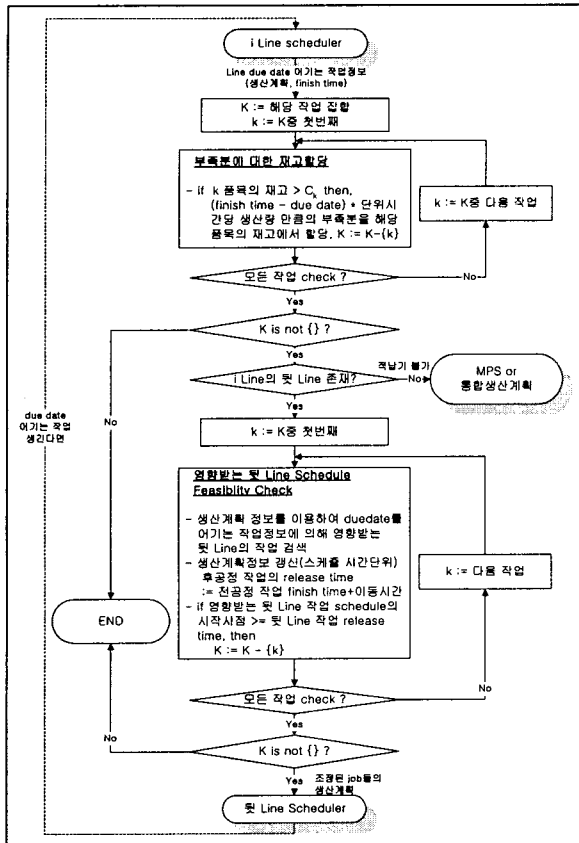 i Line scheduler
Line due date 어기는 작업정보
(생산계획, finish time)
K := 해당 작업 집합
k := K중 첫번째
부족분에 대한 재고할당
- if k 품목의 재고 > Ck then,
(finish time - due date) * 단위시
간당 생산량 만큼의 부족분을 해당
품목의 재고에서 할당. K := K-{k}
k := K중 다음 작업
모든 작업 check ?
No
Yes
K is not {} ?
Yes
i Line의 뒷 Line 존재?
적납기 불가
No
MPS or
통합생산계획
Yes
No
due date
어기는 작업
생긴다면
k := K중 첫번째
영향받는 뒷 Line Schedule
Feasiblity Check
- 생산계획 정보를 이용하여 duedate를
어기는 작업정보에 의해 영향받는
뒷 Line의 작업 검색
- 생산계획정보 갱신(스케쥴 시간단위)
후공정 작업의 release time
:= 전공정 작업 finish time+이동시간
- if 영향받는 뒷 Line 작업 schedule의
시작시점 >= 뒷 Line 작업 release
time, then
K := K - {k}
k := 다음 작업
END
모든 작업 check ?
No
Yes
K is not {} ?
No
Yes
조정된 job들의
생산계획
뒷 Line Scheduler